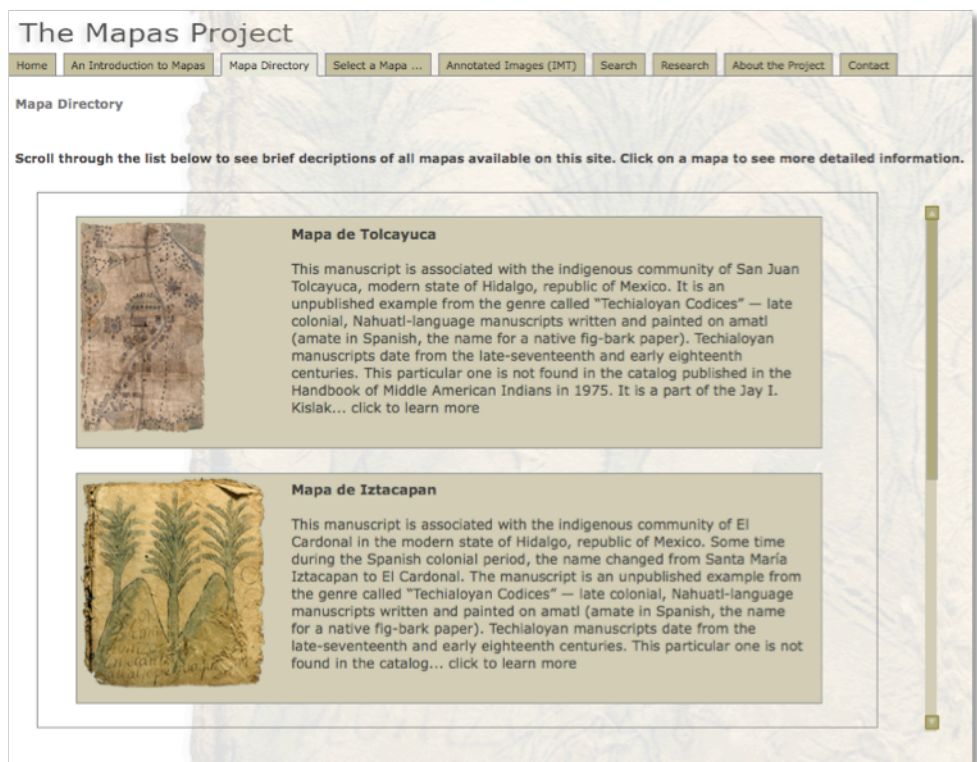 The Mapas Project
Home An Introduction to Mapas Mapa Directory Select a Mapa ... Annotated Images (IMT) Search Research About the Project Contact
Mapa Directory
Scroll through the list below to see brief decriptions of all mapas available on this site. Click on a mapa to see more detailed information.
Mapa de Tolcayuca
This manuscript is associated with the indigenous community of San Juan
Tolcayuca, modern state of Hidalgo, republic of Mexico. It is an
unpublished example from the genre called “Techialoyan Codices” — late
colonial, Nahuatl-language manuscripts written and painted on amatl
(amate in Spanish, the name for a native fig-bark paper). Techialoyan
manuscripts date from the late-seventeenth and early eighteenth
centuries. This particular one is not found in the catalog published in the
Handbook of Middle American Indians in 1975. It is a part of the Jay I.
Kislak... click to learn more
Mapa de Iztacapan
This manuscript is associated with the indigenous community of El
Cardonal in the modern state of Hidalgo, republic of Mexico. Some time
during the Spanish colonial period, the name changed from Santa María
Iztacapan to El Cardonal. The manuscript is an unpublished example from
the genre called “Techialoyan Codices” — late colonial, Nahuatl-language
manuscripts written and painted on amatl (amate in Spanish, the name
for a native fig-bark paper). Techialoyan manuscripts date from the
late-seventeenth and early eighteenth centuries. This particular one is not
found in the catalog... click to learn more